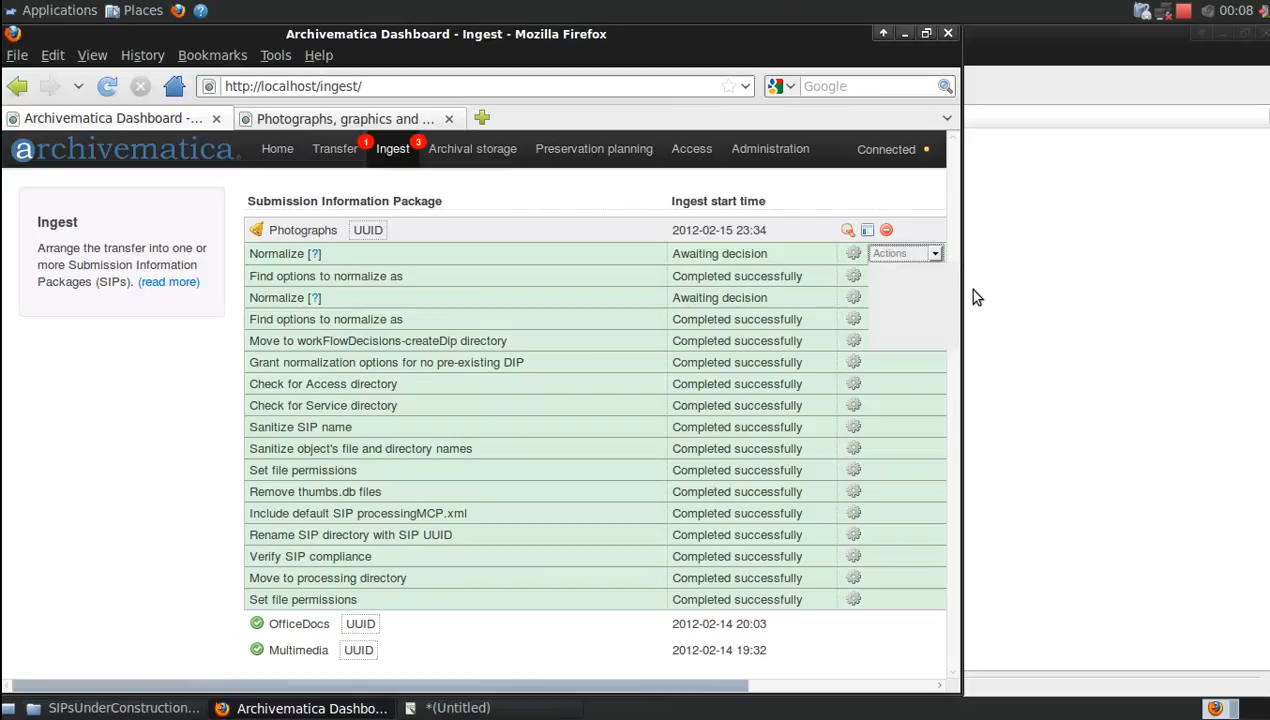 Applications Places 00:08
Archivematica Dashboard - Ingest - Mozilla Firefox
File Edit View History Bookmarks Tools Help
http://localhost/ingest/ Google
Archivematica Dashboard -... Photographs, graphics and ...
archivematica. Home Transfer 1 Ingest 3 Archival storage Preservation planning Access Administration Connected
Ingest
Arrange the transfer into one or
more Submission Information
Packages (SIPs). (read more)
Submission Information Package Ingest start time
Photographs UUID 2012-02-15 23:34
Normalize [?] Awaiting decision Actions
Find options to normalize as Completed successfully
Normalize [?] Awaiting decision
Find options to normalize as Completed successfully
Move to workFlowDecisions-createDip directory Completed successfully
Grant normalization options for no pre-existing DIP Completed successfully
Check for Access directory Completed successfully
Check for Service directory Completed successfully
Sanitize SIP name Completed successfully
Sanitize object's file and directory names Completed successfully
Set file permissions Completed successfully
Remove thumbs.db files Completed successfully
Include default SIP processingMCP.xml Completed successfully
Rename SIP directory with SIP UUID Completed successfully
Verify SIP compliance Completed successfully
Move to processing directory Completed successfully
Set file permissions Completed successfully
OfficeDocs UUID 2012-02-14 20:03
Multimedia UUID 2012-02-14 19:32
SIPsUnderConstruction... Archivematica Dashbo... *(Untitled)